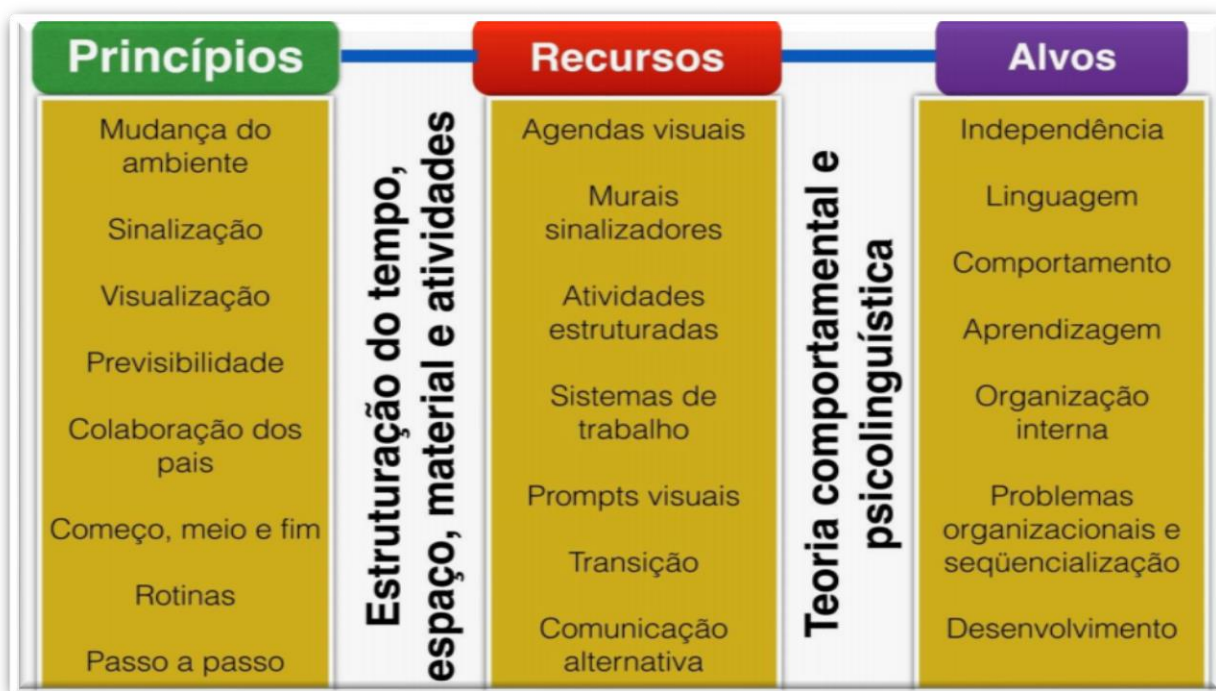 Princípios
Mudança do
ambiente
Sinalização
Visualização
Previsibilidade
Colaboração dos
pais
Começo, meio e fim
Rotinas
Passo a passo
Estruturação do tempo,
espaço, material e atividades
Recursos
Agendas visuais
Murais
sinalizadores
Atividades
estruturadas
Sistemas de
trabalho
Prompts visuais
Transição
Comunicação
alternativa
Teoria comportamental e
psicolinguística
Alvos
Independência
Linguagem
Comportamento
Aprendizagem
Organização
interna
Problemas
organizacionais e
seqüencialização
Desenvolvimento